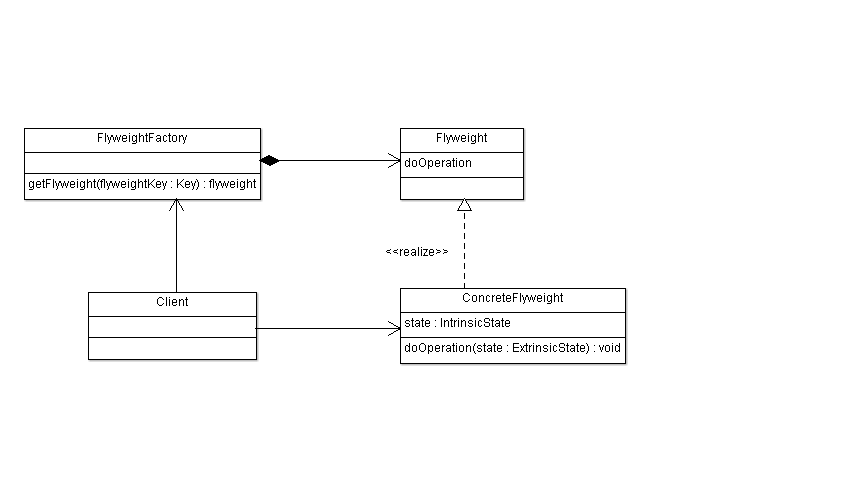 FlyweightFactory
getFlyweight(flyweightKey : Key) : flyweight
Flyweight
doOperation
<<realize>>
Client
ConcreteFlyweight
state : IntrinsicState
doOperation(state : ExtrinsicState) : void